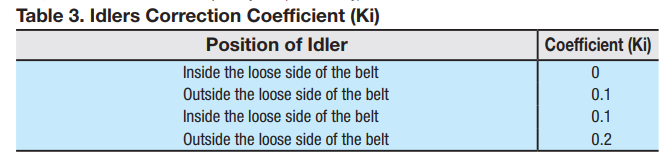 Table 3. Idlers Correction Coefficient (Ki)
Position of Idler Coefficient (Ki)
Inside the loose side of the belt 0
Outside the loose side of the belt 0.1
Inside the loose side of the belt 0.1
Outside the loose side of the belt 0.2